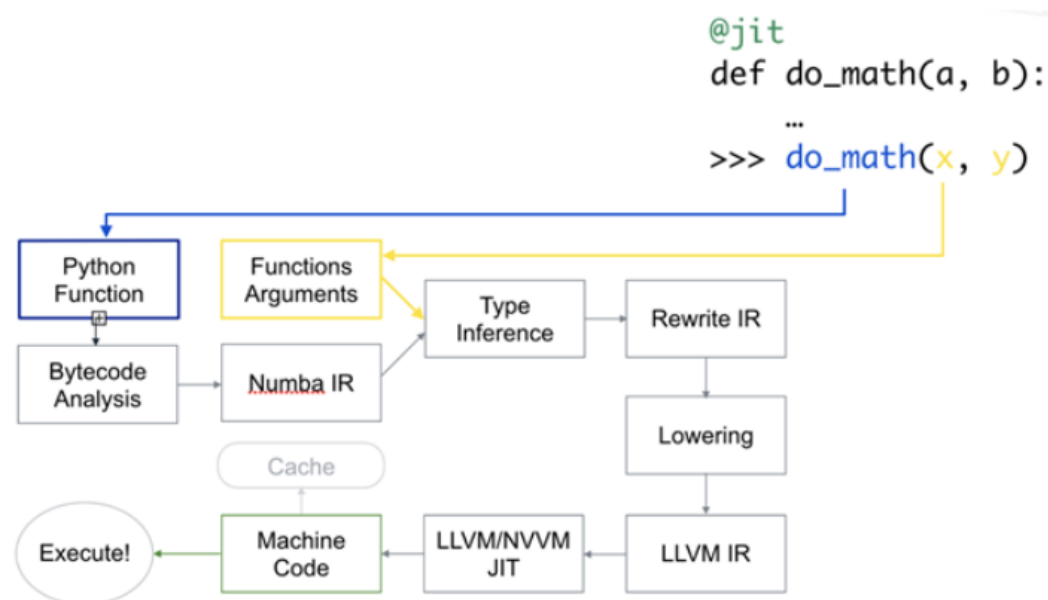 @jit
def do_math(a, b):
…
>>> do_math(x, y)
Python
Function
Functions
Arguments
Type
Inference
Rewrite IR
Bytecode
Analysis
Numba IR
Lowering
Cache
Execute!
Machine
Code
LLVM/NVVM
JIT
LLVM IR